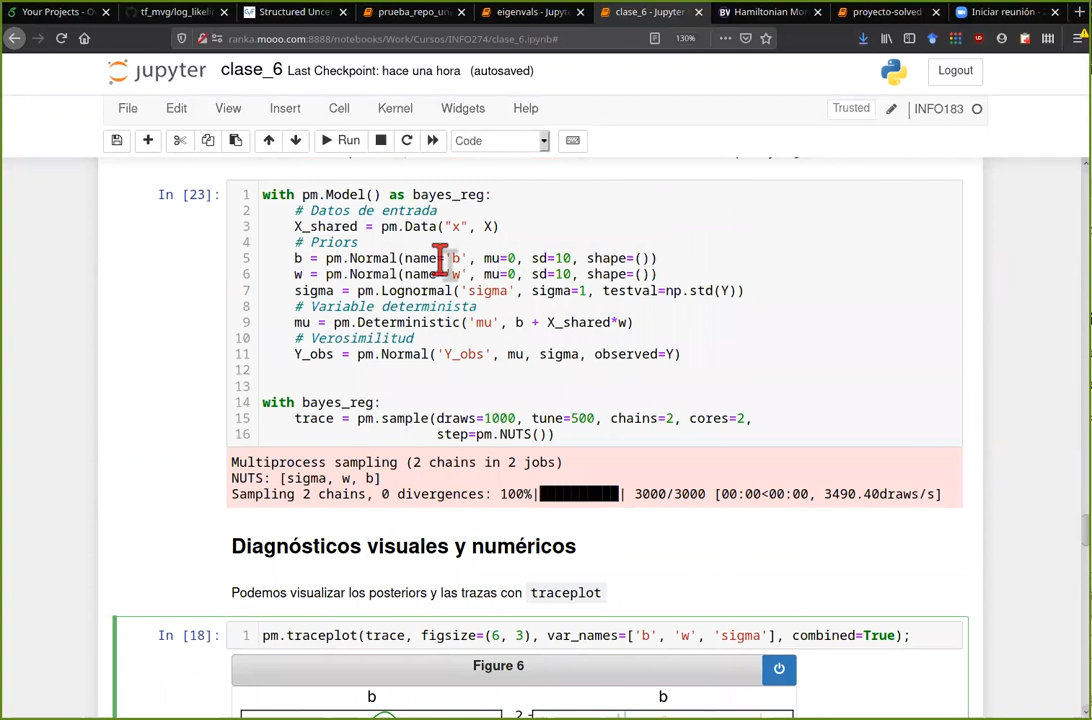 Your Projects - O
tf_mvg/log_likelin
Structured Uncer
prueba_repo_un
eigenvals - Jupyte
clase_6 - Jupyter
BV Hamiltonian Mon
proyecto-solved
Iniciar reunión -
ranka.mooo.com:8888/notebooks/Work/Cursos/INFO274/clase_6.ipynb#
130%
jupyter clase_6 Last Checkpoint: hace una hora (autosaved)
Logout
File Edit View Insert Cell Kernel Widgets Help
Trusted
INFO183
Run
Code
In [23]:
1 with pm.Model() as bayes_reg:
2 # Datos de entrada
3 X_shared = pm.Data("x", X)
4 # Priors
5 b = pm.Normal(name='b', mu=0, sd=10, shape=())
6 w = pm.Normal(name='w', mu=0, sd=10, shape=())
7 sigma = pm.Lognormal('sigma', sigma=1, testval=np.std(Y))
8 # Variable determinista
9 mu = pm.Deterministic('mu', b + X_shared*w)
10 # Verosimilitud
11 Y_obs = pm.Normal('Y_obs', mu, sigma, observed=Y)
12
13
14 with bayes_reg:
15 trace = pm.sample(draws=1000, tune=500, chains=2, cores=2,
16 step=pm.NUTS())
Multiprocess sampling (2 chains in 2 jobs)
NUTS: [sigma, w, b]
Sampling 2 chains, 0 divergences: 100%|██████████| 3000/3000 [00:00<00:00, 3490.40draws/s]
Diagnósticos visuales y numéricos
Podemos visualizar los posteriors y las trazas con traceplot
In [18]:
1 pm.traceplot(trace, figsize=(6, 3), var_names=['b', 'w', 'sigma'], combined=True);
Figure 6
b b
2